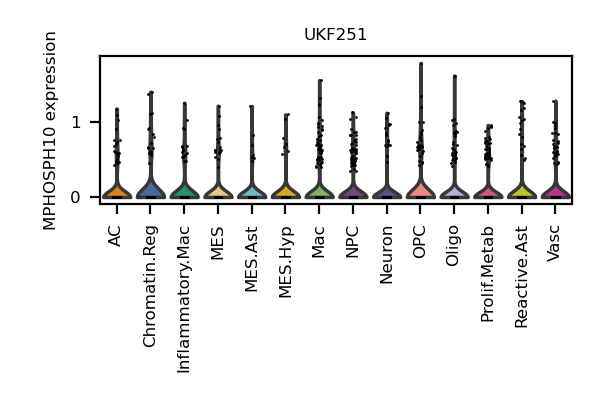 UKF251
MPHOSPH10 expression
1
0
AC
Chromatin.Reg
Inflammatory.Mac
MES
MES.Ast
MES.Hyp
Mac
NPC
Neuron
OPC
Oligo
Prolif.Metab
Reactive.Ast
Vasc